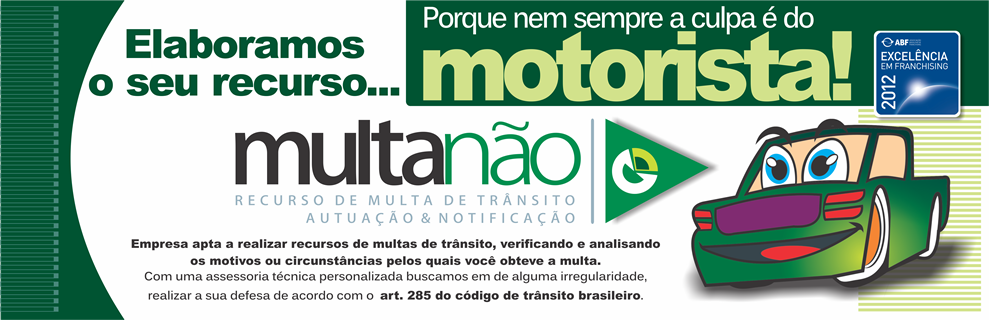 Elaboramos
o seu recurso...
Porque nem sempre a culpa é do
motorista!
ABF
EXCELÊNCIA
EM FRANCHISING
2012
multanão
RECURSO DE MULTA DE TRÂNSITO
AUTUAÇÃO & NOTIFICAÇÃO
Empresa apta a realizar recursos de multas de trânsito, verificando e analisando
os motivos ou circunstâncias pelos quais você obteve a multa.
Com uma assessoria técnica personalizada buscamos em de alguma irregularidade,
realizar a sua defesa de acordo com o art. 285 do código de trânsito brasileiro.